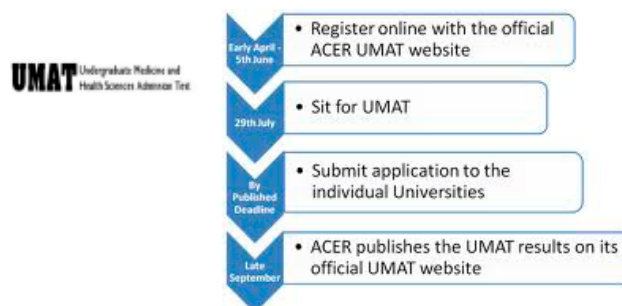 UMAT Undergraduate Medicine and
Health Sciences Admission Test
Early April -
5th June
• Register online with the official
ACER UMAT website
29th July
• Sit for UMAT
By
Published
Deadline
• Submit application to the
individual Universities
Late
September
• ACER publishes the UMAT results on its
official UMAT website